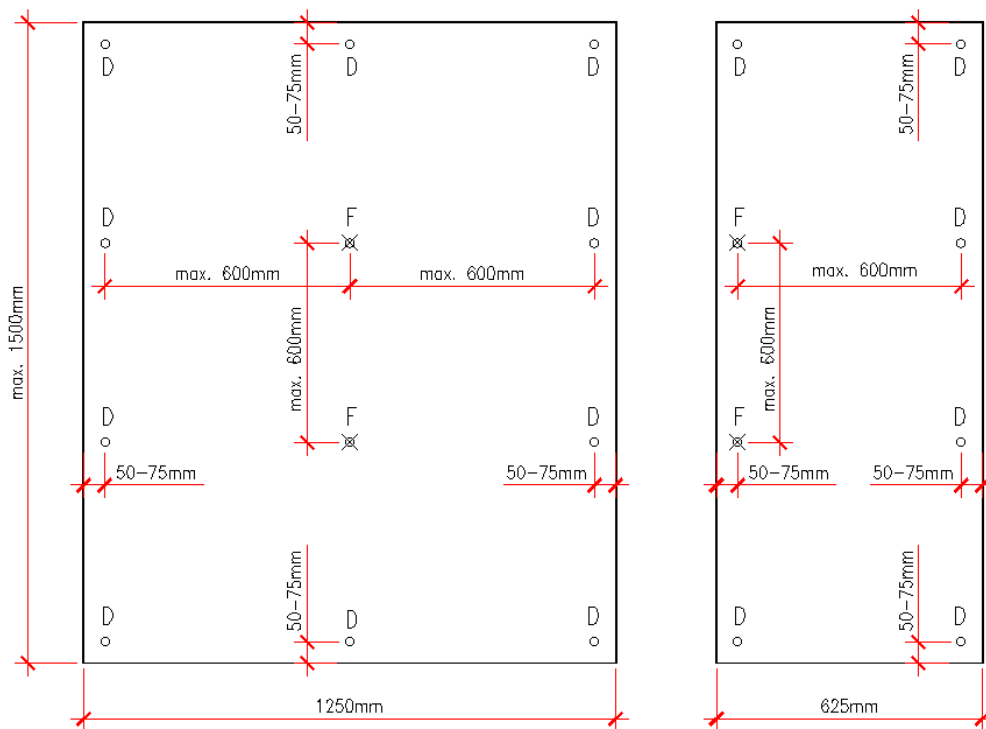 D D D D D
50-75mm 50-75mm
D F D F D
max. 600mm max. 600mm max. 600mm
max. 1500mm
max. 600mm max. 600mm
D F D F D
50-75mm 50-75mm 50-75mm 50-75mm
50-75mm 50-75mm
D D D D D
1250mm 625mm